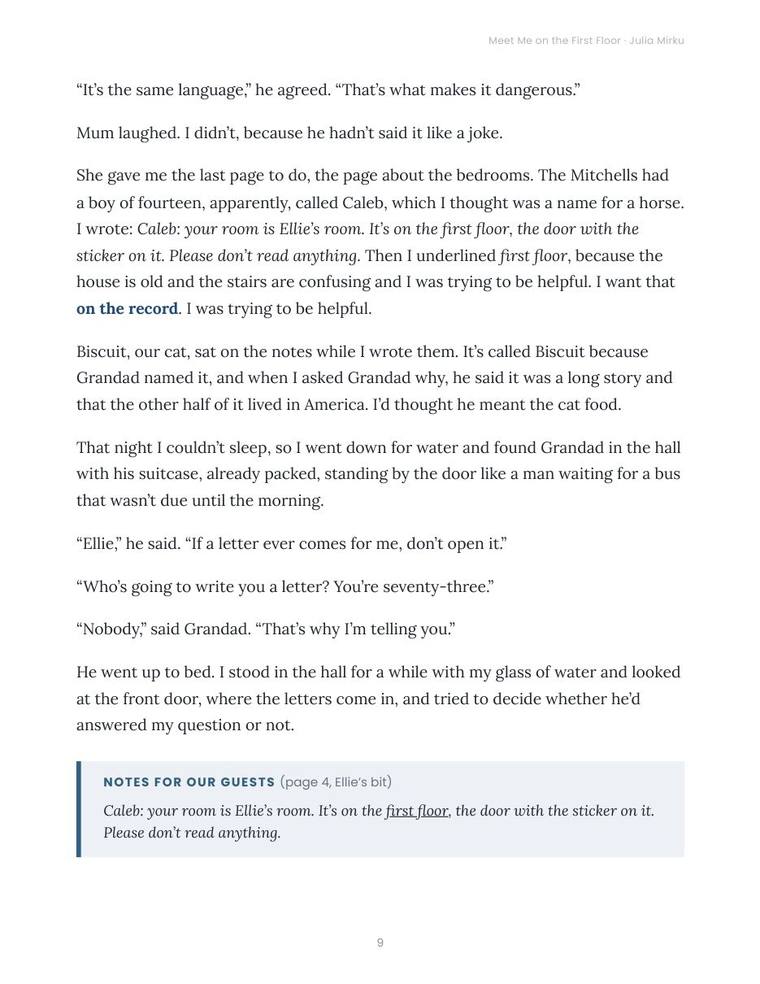 Meet Me on the First Floor · Julia Mirku
“It’s the same language,” he agreed. “That’s what makes it dangerous.”
Mum laughed. I didn’t, because he hadn’t said it like a joke.
She gave me the last page to do, the page about the bedrooms. The Mitchells had
a boy of fourteen, apparently, called Caleb, which I thought was a name for a horse.
I wrote: Caleb: your room is Ellie’s room. It’s on the first floor, the door with the
sticker on it. Please don’t read anything. Then I underlined first floor, because the
house is old and the stairs are confusing and I was trying to be helpful. I want that
on the record. I was trying to be helpful.
Biscuit, our cat, sat on the notes while I wrote them. It’s called Biscuit because
Grandad named it, and when I asked Grandad why, he said it was a long story and
that the other half of it lived in America. I’d thought he meant the cat food.
That night I couldn’t sleep, so I went down for water and found Grandad in the hall
with his suitcase, already packed, standing by the door like a man waiting for a bus
that wasn’t due until the morning.
“Ellie,” he said. “If a letter ever comes for me, don’t open it.”
“Who’s going to write you a letter? You’re seventy-three.”
“Nobody,” said Grandad. “That’s why I’m telling you.”
He went up to bed. I stood in the hall for a while with my glass of water and looked
at the front door, where the letters come in, and tried to decide whether he’d
answered my question or not.
NOTES FOR OUR GUESTS (page 4, Ellie’s bit)
Caleb: your room is Ellie’s room. It’s on the first floor, the door with the sticker on it.
Please don’t read anything.
9